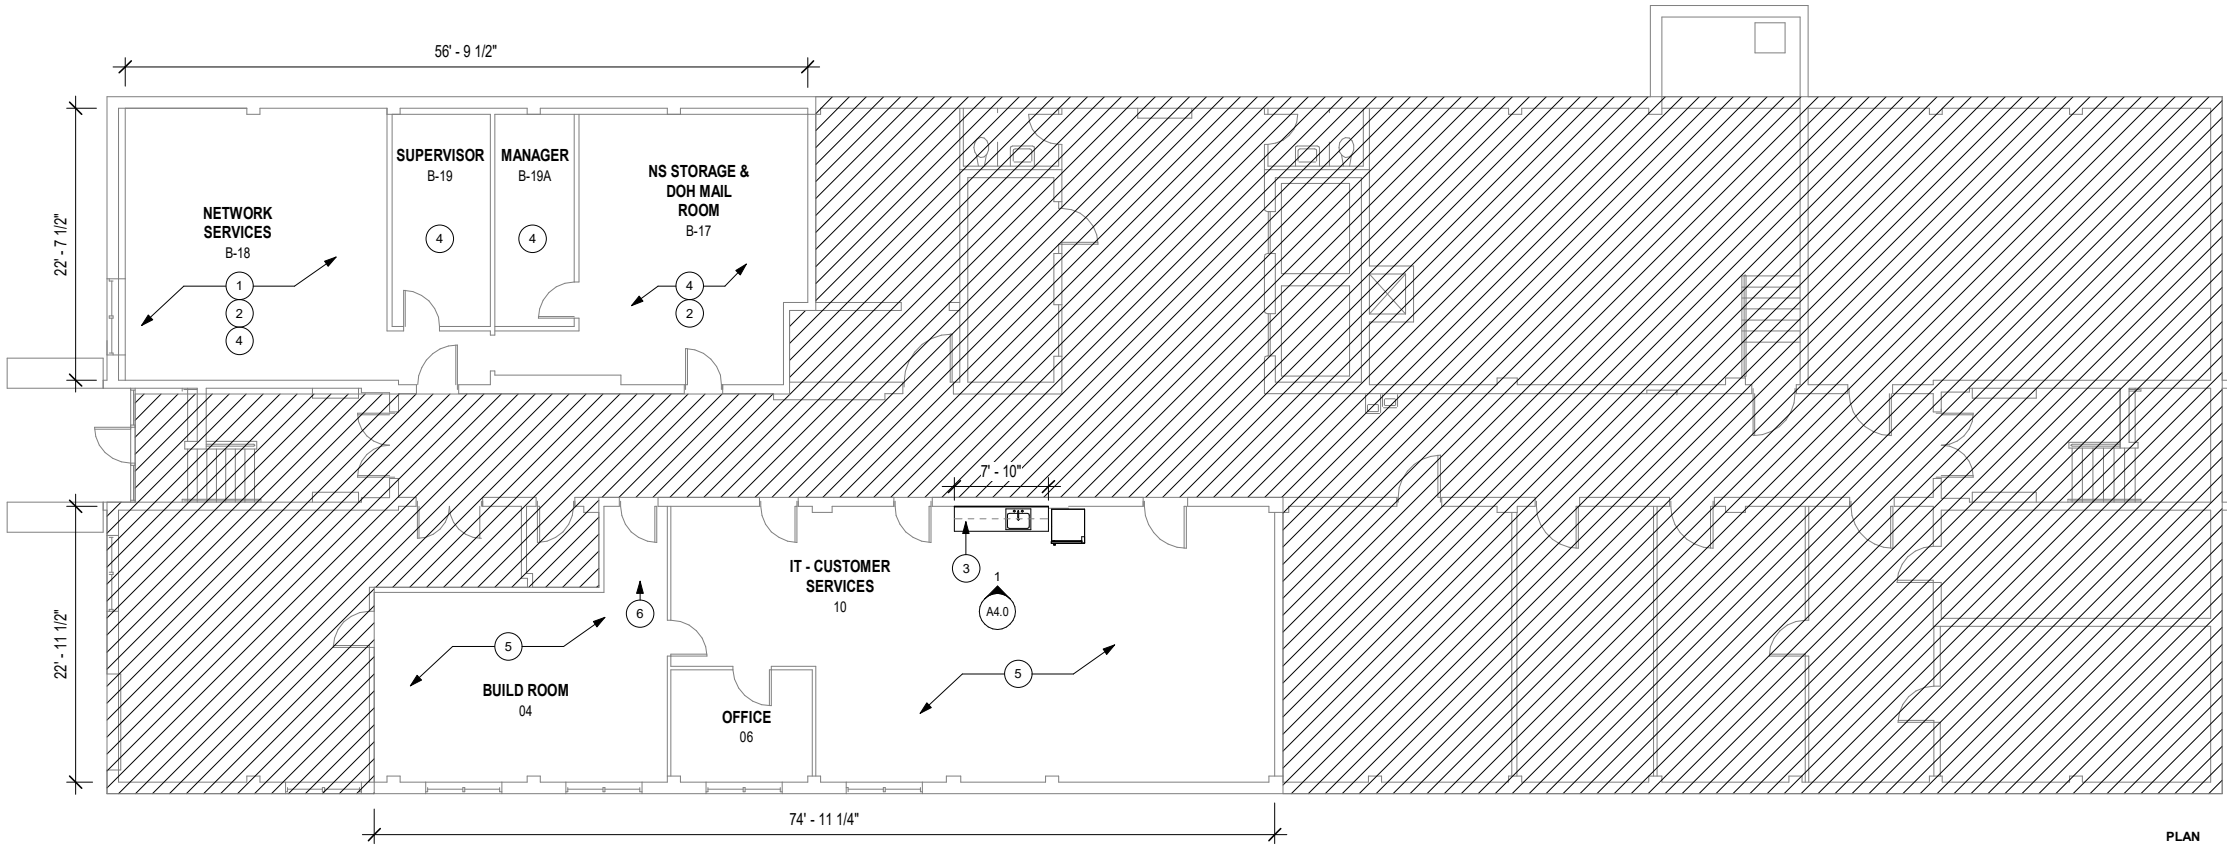 56' - 9 1/2"
22' - 7 1/2"
NETWORK
SERVICES
B-18
1
2
4
SUPERVISOR
B-19
4
MANAGER
B-19A
4
NS STORAGE &
DOH MAIL
ROOM
B-17
4
2
7' - 10"
22' - 11 1/2"
IT - CUSTOMER
SERVICES
10
3
1
A4.0
6
5
BUILD ROOM
04
OFFICE
06
5
74' - 11 1/4"
PLAN